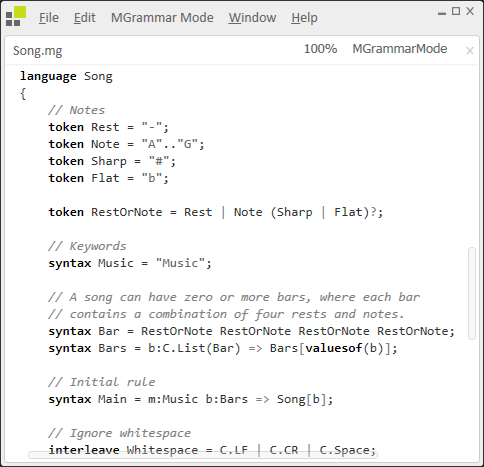 File Edit MGrammar Mode Window Help
Song.mg 100% MGrammarMode
language Song
{
    // Notes
    token Rest = "-";
    token Note = "A".."G";
    token Sharp = "#";
    token Flat = "b";

    token RestOrNote = Rest | Note (Sharp | Flat)?;

    // Keywords
    syntax Music = "Music";

    // A song can have zero or more bars, where each bar
    // contains a combination of four rests and notes.
    syntax Bar = RestOrNote RestOrNote RestOrNote RestOrNote;
    syntax Bars = b:C.List(Bar) => Bars[valuesof(b)];

    // Initial rule
    syntax Main = m:Music b:Bars => Song[b];

    // Ignore whitespace
    interleave Whitespace = C.LF | C.CR | C.Space;